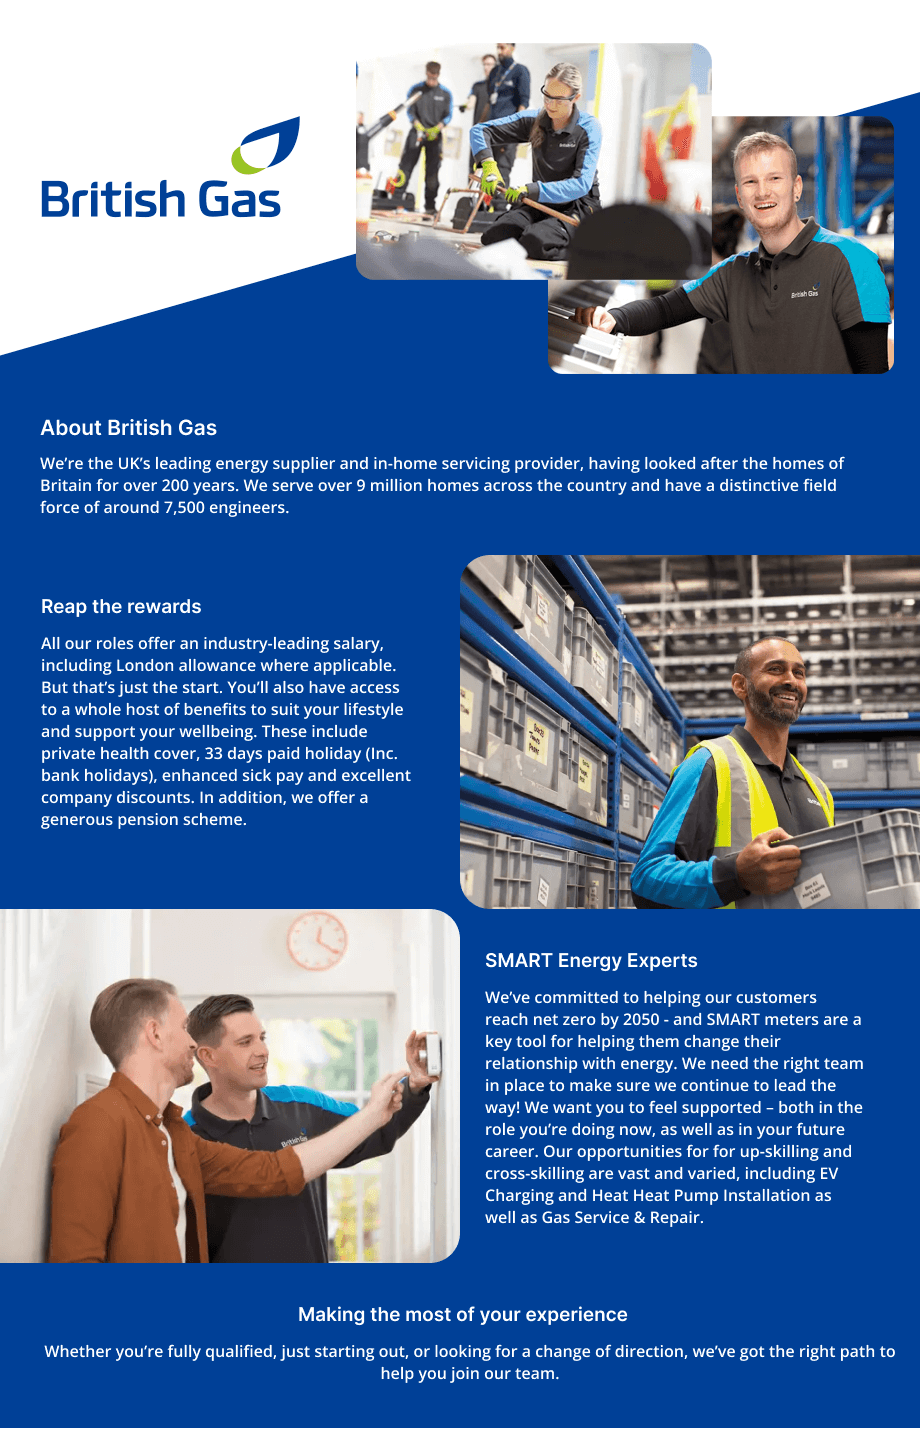 British Gas
British Gas
British Gas
About British Gas
We’re the UK’s leading energy supplier and in-home servicing provider, having looked after the homes of
Britain for over 200 years. We serve over 9 million homes across the country and have a distinctive field
force of around 7,500 engineers.
Reap the rewards
All our roles offer an industry-leading salary,
including London allowance where applicable.
But that’s just the start. You’ll also have access
to a whole host of benefits to suit your lifestyle
and support your wellbeing. These include
private health cover, 33 days paid holiday (Inc.
bank holidays), enhanced sick pay and excellent
company discounts. In addition, we offer a
generous pension scheme.
SMART Energy Experts
We’ve committed to helping our customers
reach net zero by 2050 - and SMART meters are a
key tool for helping them change their
relationship with energy. We need the right team
in place to make sure we continue to lead the
way! We want you to feel supported – both in the
role you’re doing now, as well as in your future
career. Our opportunities for for up-skilling and
cross-skilling are vast and varied, including EV
Charging and Heat Heat Pump Installation as
well as Gas Service & Repair.
British Gas
Making the most of your experience
Whether you’re fully qualified, just starting out, or looking for a change of direction, we’ve got the right path to
help you join our team.